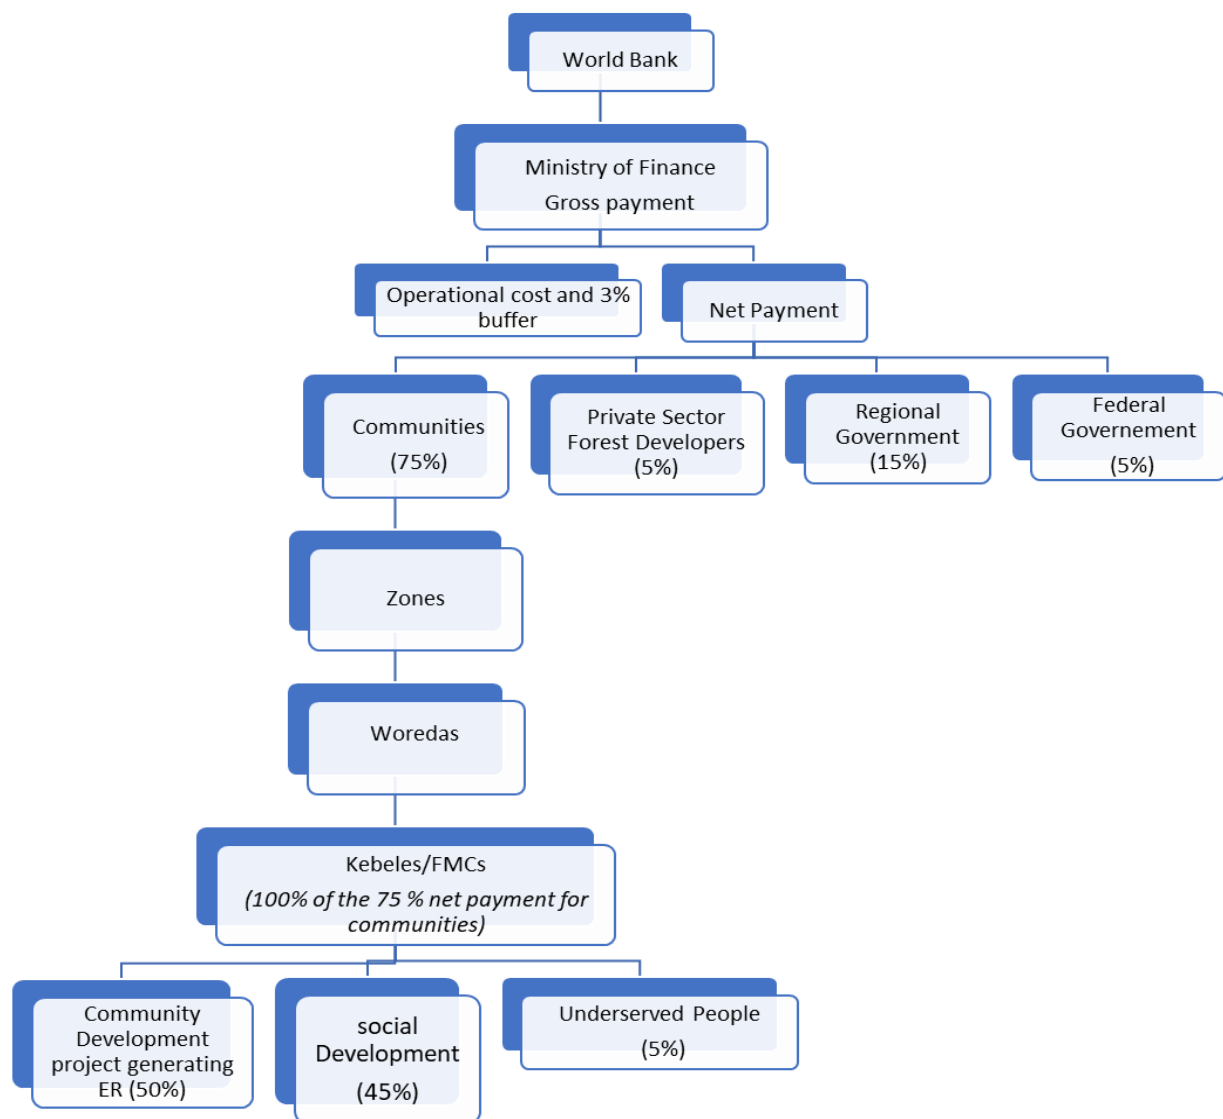 World Bank
Ministry of Finance
Gross payment
Operational cost and 3%
buffer
Net Payment
Communities
(75%)
Private Sector
Forest Developers
(5%)
Regional
Government
(15%)
Federal
Governement
(5%)
Zones
Woredas
Kebeles/FMCs
(100% of the 75 % net payment for
communities)
Community
Development
project generating
ER (50%)
social
Development
(45%)
Underserved People
(5%)